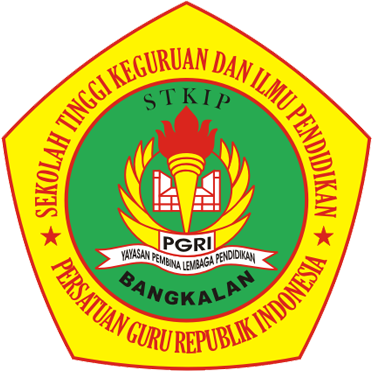 SEKOLAH TINGGI KEGURUAN DAN ILMU PENDIDIKAN
STKIP
PGRI
YAYASAN PEMBINA LEMBAGA PENDIDIKAN
BANGKALAN
PERSATUAN GURU REPUBLIK INDONESIA